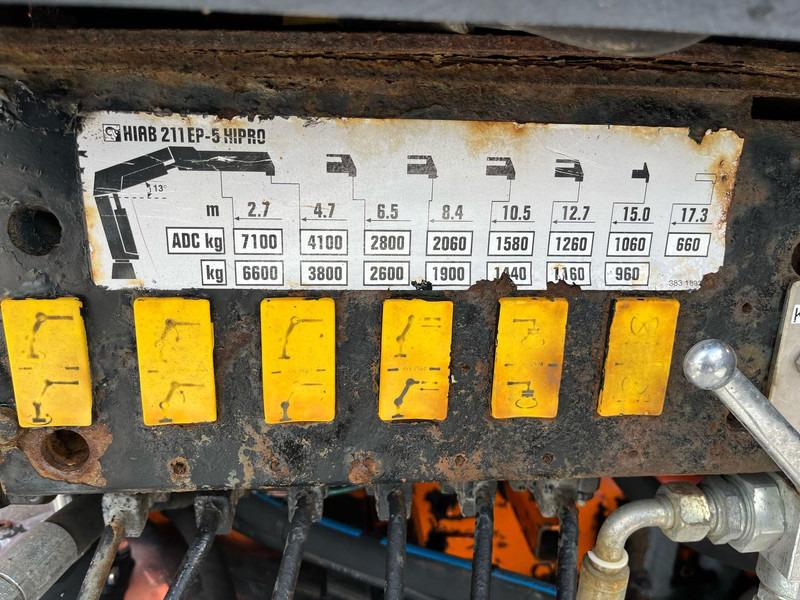 HIAB 211 EP-5 HIPRO
13°
m 2.7 4.7 6.5 8.4 10.5 12.7 15.0 17.3
ADC kg 7100 4100 2800 2060 1580 1260 1060 660
kg 6600 3800 2600 1900 1440 1160 960
K